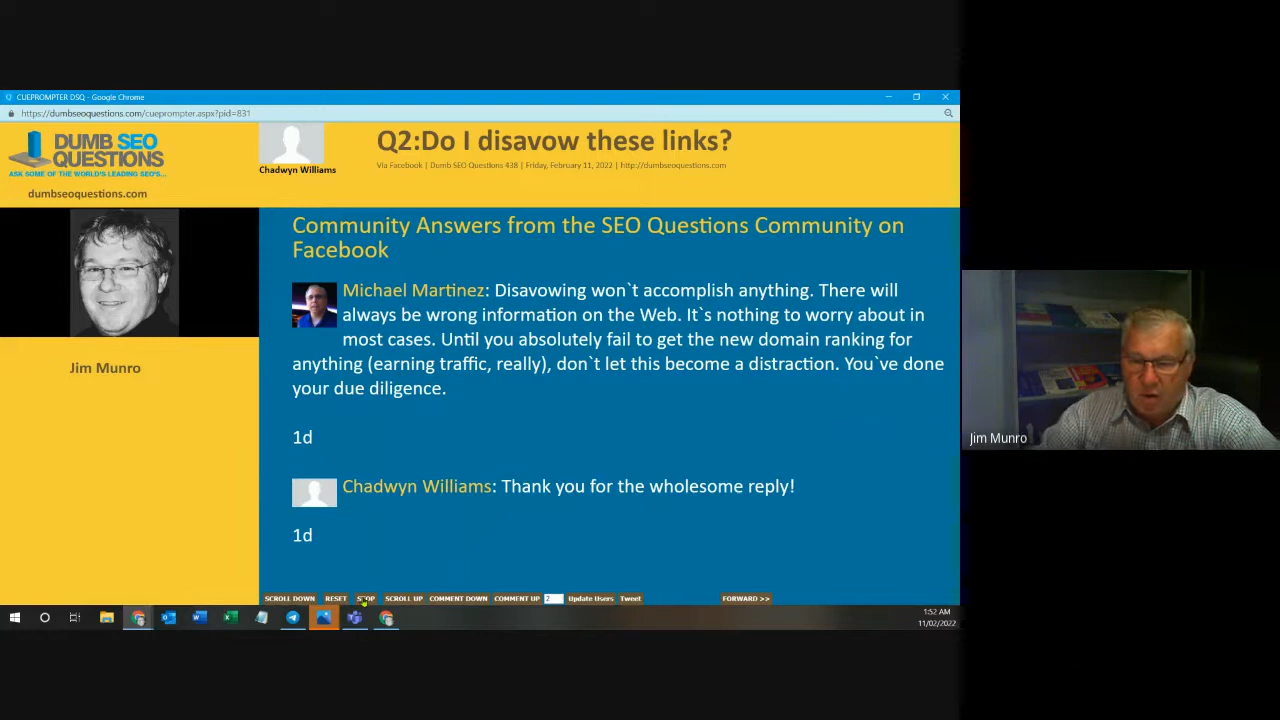 CUEPROMPTER DSQ - Google Chrome
https://dumbseoquestions.com/cueprompter.aspx?pid=831
DUMB SEO
QUESTIONS
ASK SOME OF THE WORLD'S LEADING SEO'S...
dumbseoquestions.com
Chadwyn Williams
Q2:Do I disavow these links?
Via Facebook | Dumb SEO Questions 438 | Friday, February 11, 2022 | http://dumbseoquestions.com
Jim Munro
Community Answers from the SEO Questions Community on
Facebook
Michael Martinez: Disavowing won`t accomplish anything. There will
always be wrong information on the Web. It`s nothing to worry about in
most cases. Until you absolutely fail to get the new domain ranking for
anything (earning traffic, really), don`t let this become a distraction. You`ve done
your due diligence.
1d
Chadwyn Williams: Thank you for the wholesome reply!
1d
SCROLL DOWN RESET STOP SCROLL UP COMMENT DOWN COMMENT UP 2 Update Users Tweet FORWARD >>
1:52 AM
11/02/2022
Jim Munro